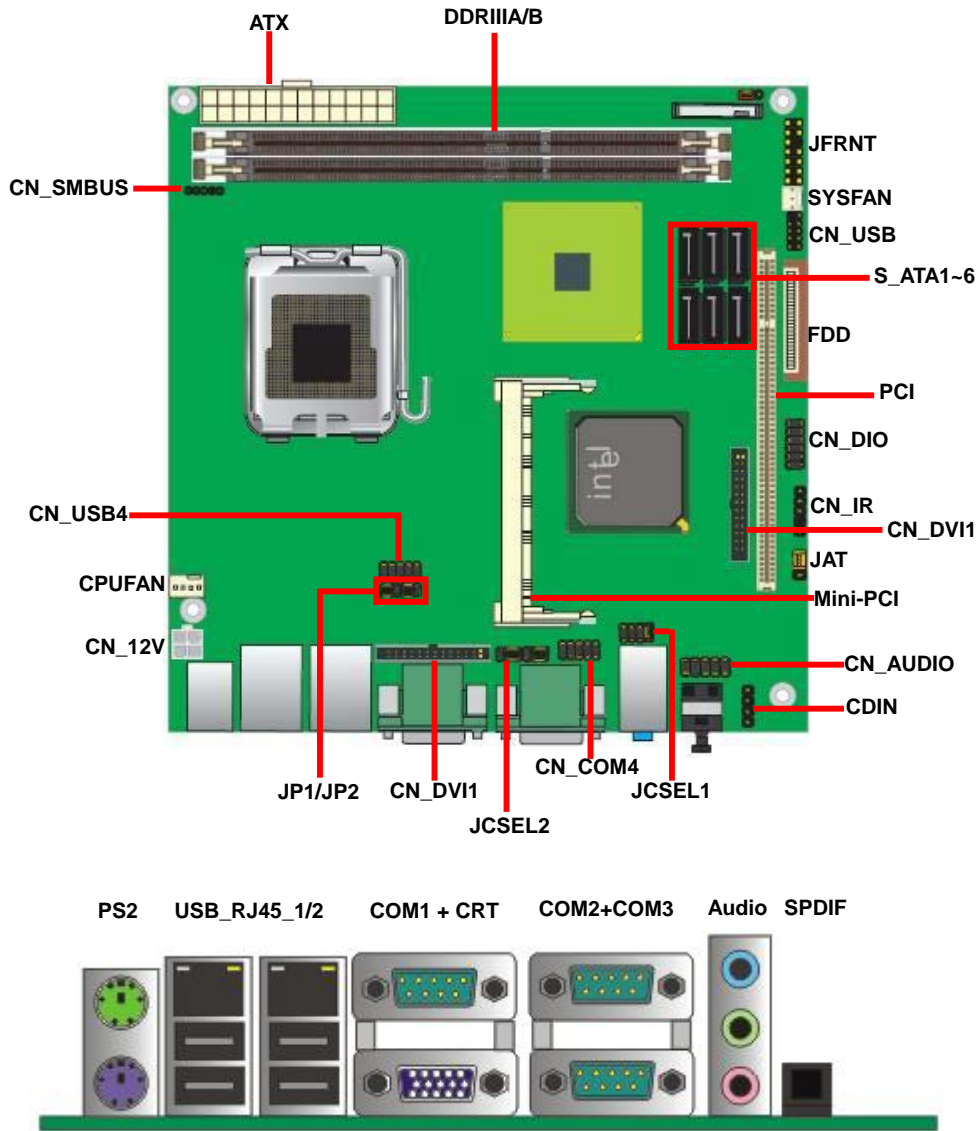 ATX
DDRIIIA/B
JFRNT
CN_SMBUS
SYSFAN
CN_USB
S_ATA1~6
FDD
PCI
CN_DIO
intel
CN_IR
CN_USB4
CN_DVI1
JAT
CPUFAN
Mini-PCI
CN_12V
CN_AUDIO
CDIN
CN_COM4
JP1/JP2
CN_DVI1
JCSEL1
JCSEL2
PS2 USB_RJ45_1/2 COM1 + CRT COM2+COM3 Audio SPDIF